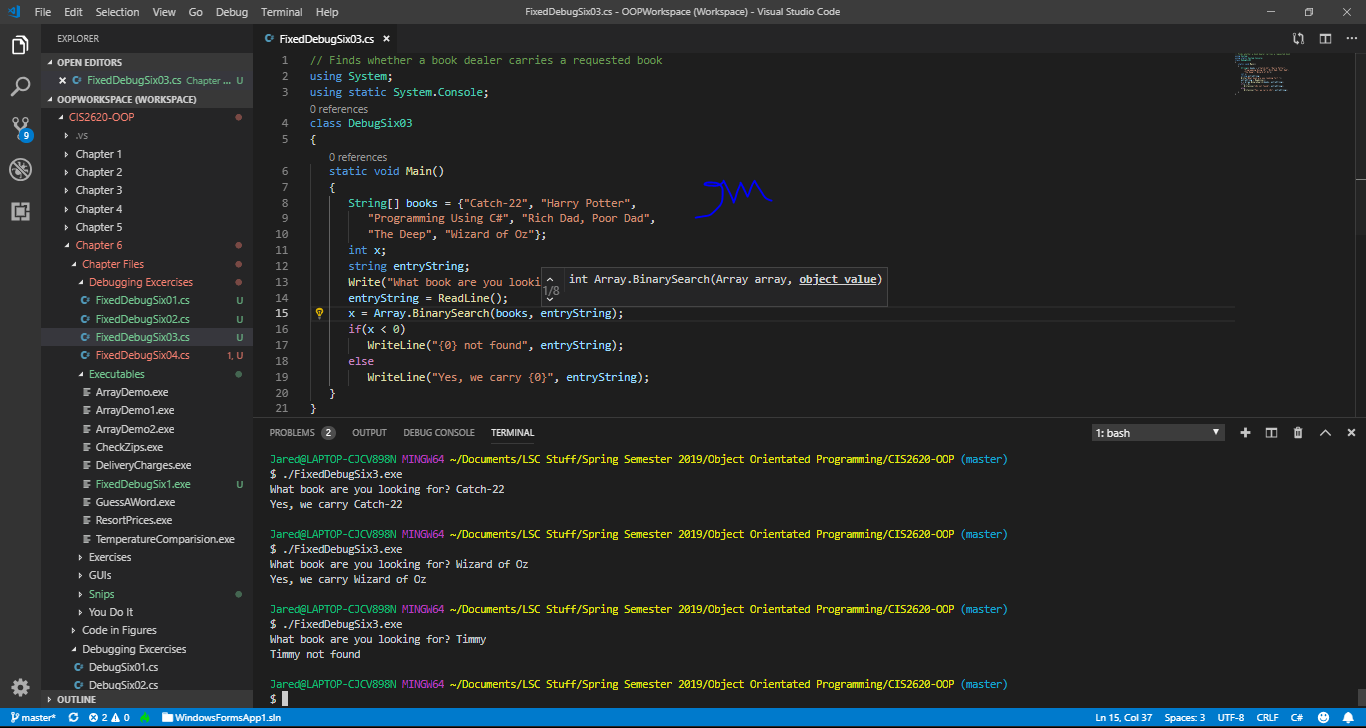 File Edit Selection View Go Debug Terminal Help
FixedDebugSix03.cs - OOPWorkspace (Workspace) - Visual Studio Code
EXPLORER
OPEN EDITORS
FixedDebugSix03.cs Chapter ... U
OOPWORKSPACE (WORKSPACE)
CIS2620-OOP
.vs
Chapter 1
Chapter 2
Chapter 3
Chapter 4
Chapter 5
Chapter 6
Chapter Files
Debugging Excercises
FixedDebugSix01.cs U
FixedDebugSix02.cs U
FixedDebugSix03.cs U
FixedDebugSix04.cs 1, U
Executables
ArrayDemo.exe
ArrayDemo1.exe
ArrayDemo2.exe
CheckZips.exe
DeliveryCharges.exe
FixedDebugSix1.exe U
GuessAWord.exe
ResortPrices.exe
TemperatureComparision.exe
Exercises
GUIs
Snips
You Do It
Code in Figures
Debugging Excercises
DebugSix01.cs
DebugSix02.cs
OUTLINE
9
FixedDebugSix03.cs
1 // Finds whether a book dealer carries a requested book
2 using System;
3 using static System.Console;
0 references
4 class DebugSix03
5 {
0 references
6 static void Main()
7 {
8 String[] books = {"Catch-22", "Harry Potter",
9 "Programming Using C#", "Rich Dad, Poor Dad",
10 "The Deep", "Wizard of Oz"};
11 int x;
12 string entryString;
13 Write("What book are you looki
1/8 int Array.BinarySearch(Array array, object value)
14 entryString = ReadLine();
15 x = Array.BinarySearch(books, entryString);
16 if(x < 0)
17 WriteLine("{0} not found", entryString);
18 else
19 WriteLine("Yes, we carry {0}", entryString);
20 }
21 }
PROBLEMS 2 OUTPUT DEBUG CONSOLE TERMINAL 1: bash
Jared@LAPTOP-CJCV898N MINGW64 ~/Documents/LSC Stuff/Spring Semester 2019/Object Orientated Programming/CIS2620-OOP (master)
$ ./FixedDebugSix3.exe
What book are you looking for? Catch-22
Yes, we carry Catch-22
Jared@LAPTOP-CJCV898N MINGW64 ~/Documents/LSC Stuff/Spring Semester 2019/Object Orientated Programming/CIS2620-OOP (master)
$ ./FixedDebugSix3.exe
What book are you looking for? Wizard of Oz
Yes, we carry Wizard of Oz
Jared@LAPTOP-CJCV898N MINGW64 ~/Documents/LSC Stuff/Spring Semester 2019/Object Orientated Programming/CIS2620-OOP (master)
$ ./FixedDebugSix3.exe
What book are you looking for? Timmy
Timmy not found
Jared@LAPTOP-CJCV898N MINGW64 ~/Documents/LSC Stuff/Spring Semester 2019/Object Orientated Programming/CIS2620-OOP (master)
$
master* 2 0 WindowsFormsApp1.sln Ln 15, Col 37 Spaces: 3 UTF-8 CRLF C#